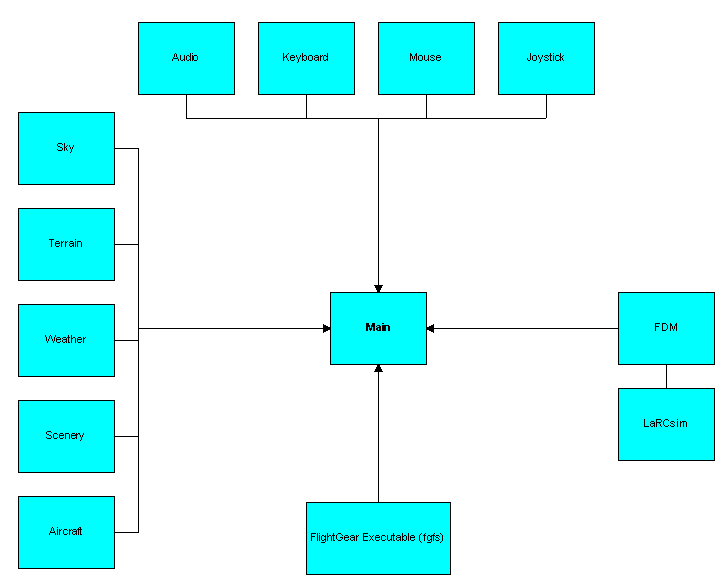 Audio
Keyboard
Mouse
Joystick
Sky
Terrain
Weather
Scenery
Aircraft
Main
FDM
LaRCsim
FlightGear Executable (fgfs)